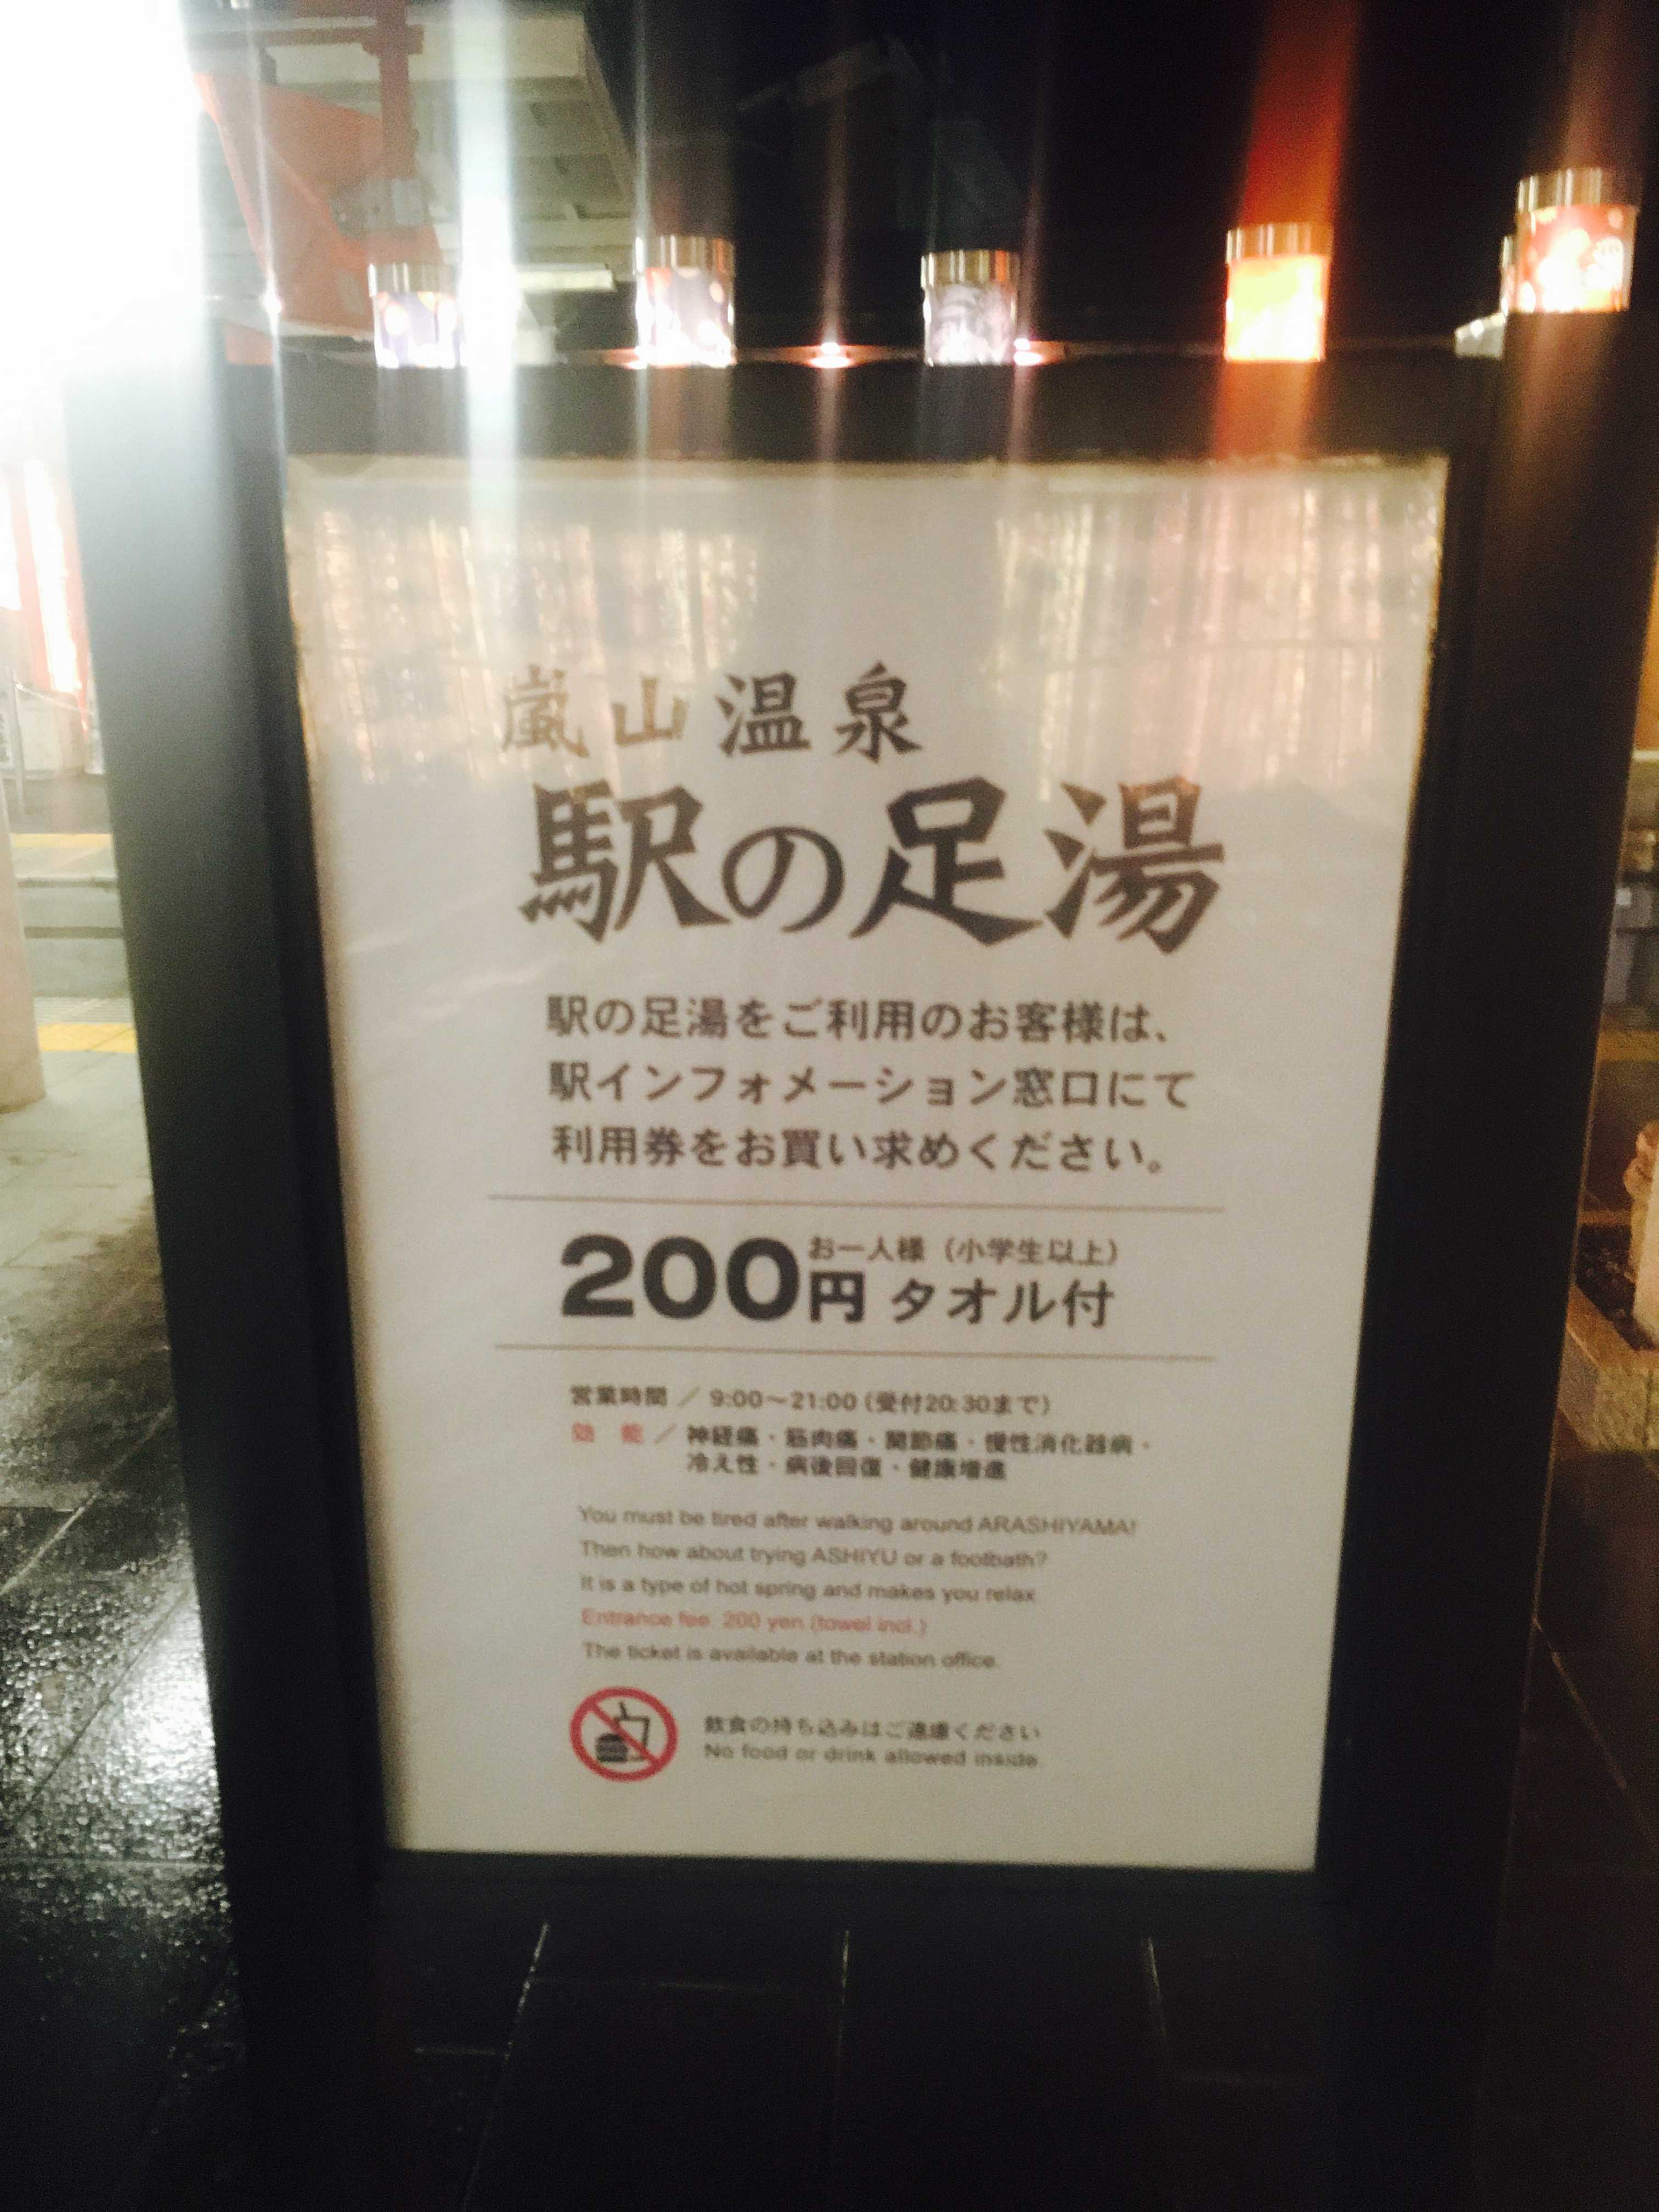 嵐山温泉
駅の足湯
駅の足湯をご利用のお客様は、
駅インフォメーション窓口にて
利用券をお買い求めください。
200円 お一人様（小学生以上）
タオル付
営業時間／9:00〜21:00（受付20:30まで）
効能／神経痛・筋肉痛・関節痛・慢性消化器病・
冷え性・病後回復・健康増進
You must be tired after walking around ARASHIYAMA!
Then how about trying ASHIYU or a footbath?
It is a type of hot spring and makes you relax.
Entrance fee: 200 yen (towel incl.)
The ticket is available at the station office.
飲食の持ち込みはご遠慮ください
No food or drink allowed inside.